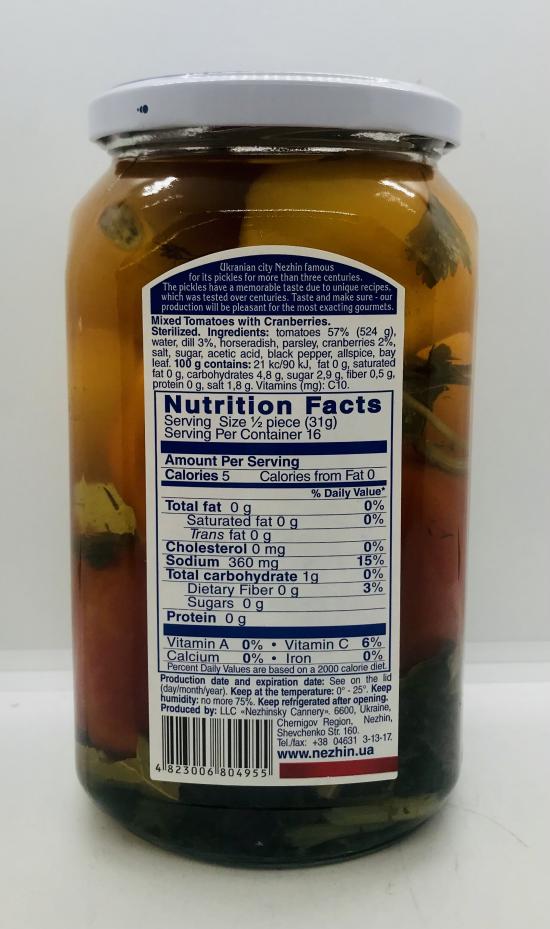 Ukranian city Nezhin famous
for its pickles for more than three centuries.
The pickles have a memorable taste due to unique recipes,
which was tested over centuries. Taste and make sure - our
production will be pleasant for the most exacting gourmets.
Mixed Tomatoes with Cranberries.
Sterilized. Ingredients: tomatoes 57% (524 g),
water, dill 3%, horseradish, parsley, cranberries 2%,
salt, sugar, acetic acid, black pepper, allspice, bay
leaf. 100 g contains: 21 kc/90 kJ, fat 0 g, saturated
fat 0 g, carbohydrates 4,8 g, sugar 2,9 g, fiber 0,5 g,
protein 0 g, salt 1,8 g. Vitamins (mg): C10.
Nutrition Facts
Serving Size ½ piece (31g)
Serving Per Container 16
Amount Per Serving
Calories 5 Calories from Fat 0
% Daily Value*
Total fat 0 g 0%
Saturated fat 0 g 0%
Trans fat 0 g
Cholesterol 0 mg 0%
Sodium 360 mg 15%
Total carbohydrate 1g 0%
Dietary Fiber 0 g 3%
Sugars 0 g
Protein 0 g
Vitamin A 0% • Vitamin C 6%
Calcium 0% • Iron 0%
Percent Daily Values are based on a 2000 calorie diet.
Production date and expiration date: See on the lid
(day/month/year). Keep at the temperature: 0° - 25°. Keep
humidity: no more 75%. Keep refrigerated after opening.
Produced by: LLC «Nezhinsky Cannery». 6600, Ukraine,
Chernigov Region, Nezhin,
Shevchenko Str. 160.
Tel./fax: +38 04631 3-13-17.
www.nezhin.ua
4 823006 804955